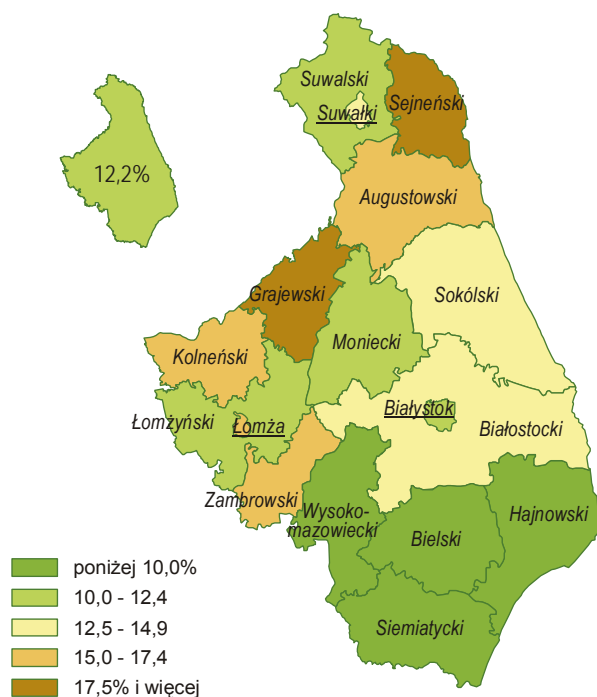 Suwalski
Suwałki
Sejneński
12,2%
Augustowski
Grajewski
Sokólski
Moniecki
Kolneński
Białystok
Łomżyński
Łomża
Białostocki
Zambrowski
Wysoko-
mazowiecki
Hajnowski
Bielski
Siemiatycki
poniżej 10,0%
10,0 - 12,4
12,5 - 14,9
15,0 - 17,4
17,5% i więcej